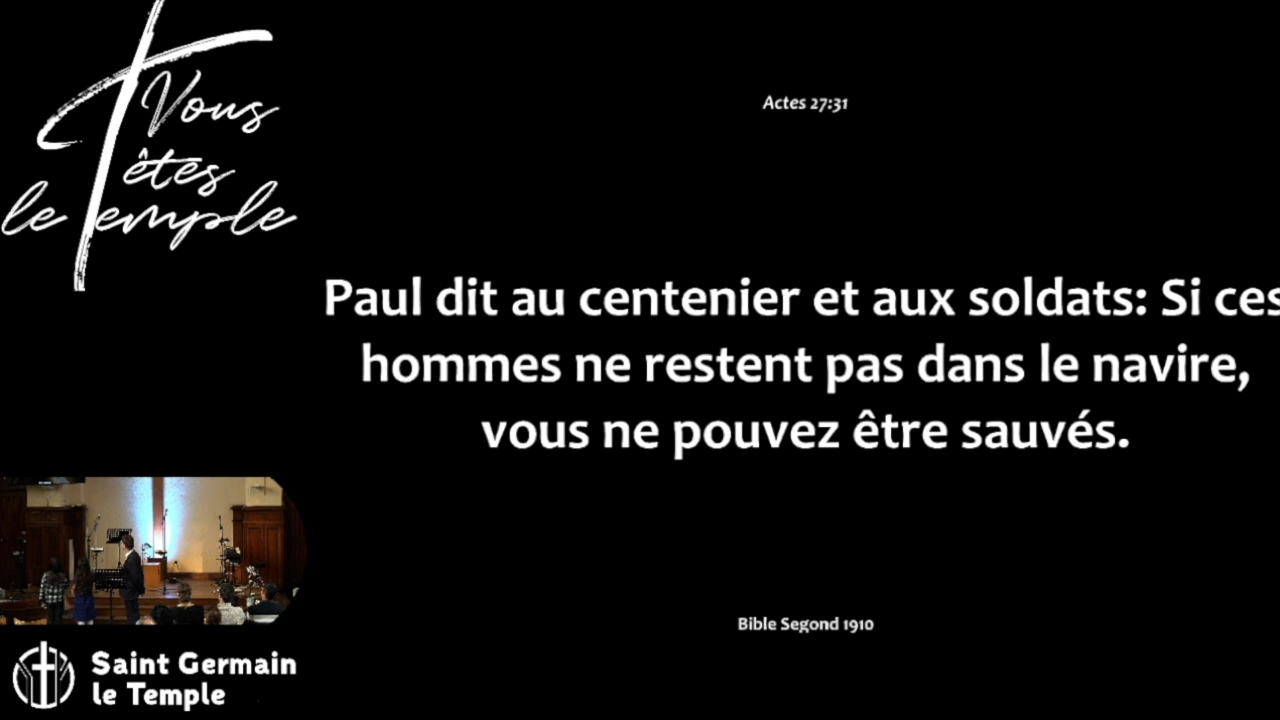 Vous
êtes
le Temple
Actes 27:31
Paul dit au centenier et aux soldats: Si ces
hommes ne restent pas dans le navire,
vous ne pouvez être sauvés.
Bible Segond 1910
Saint Germain
le Temple